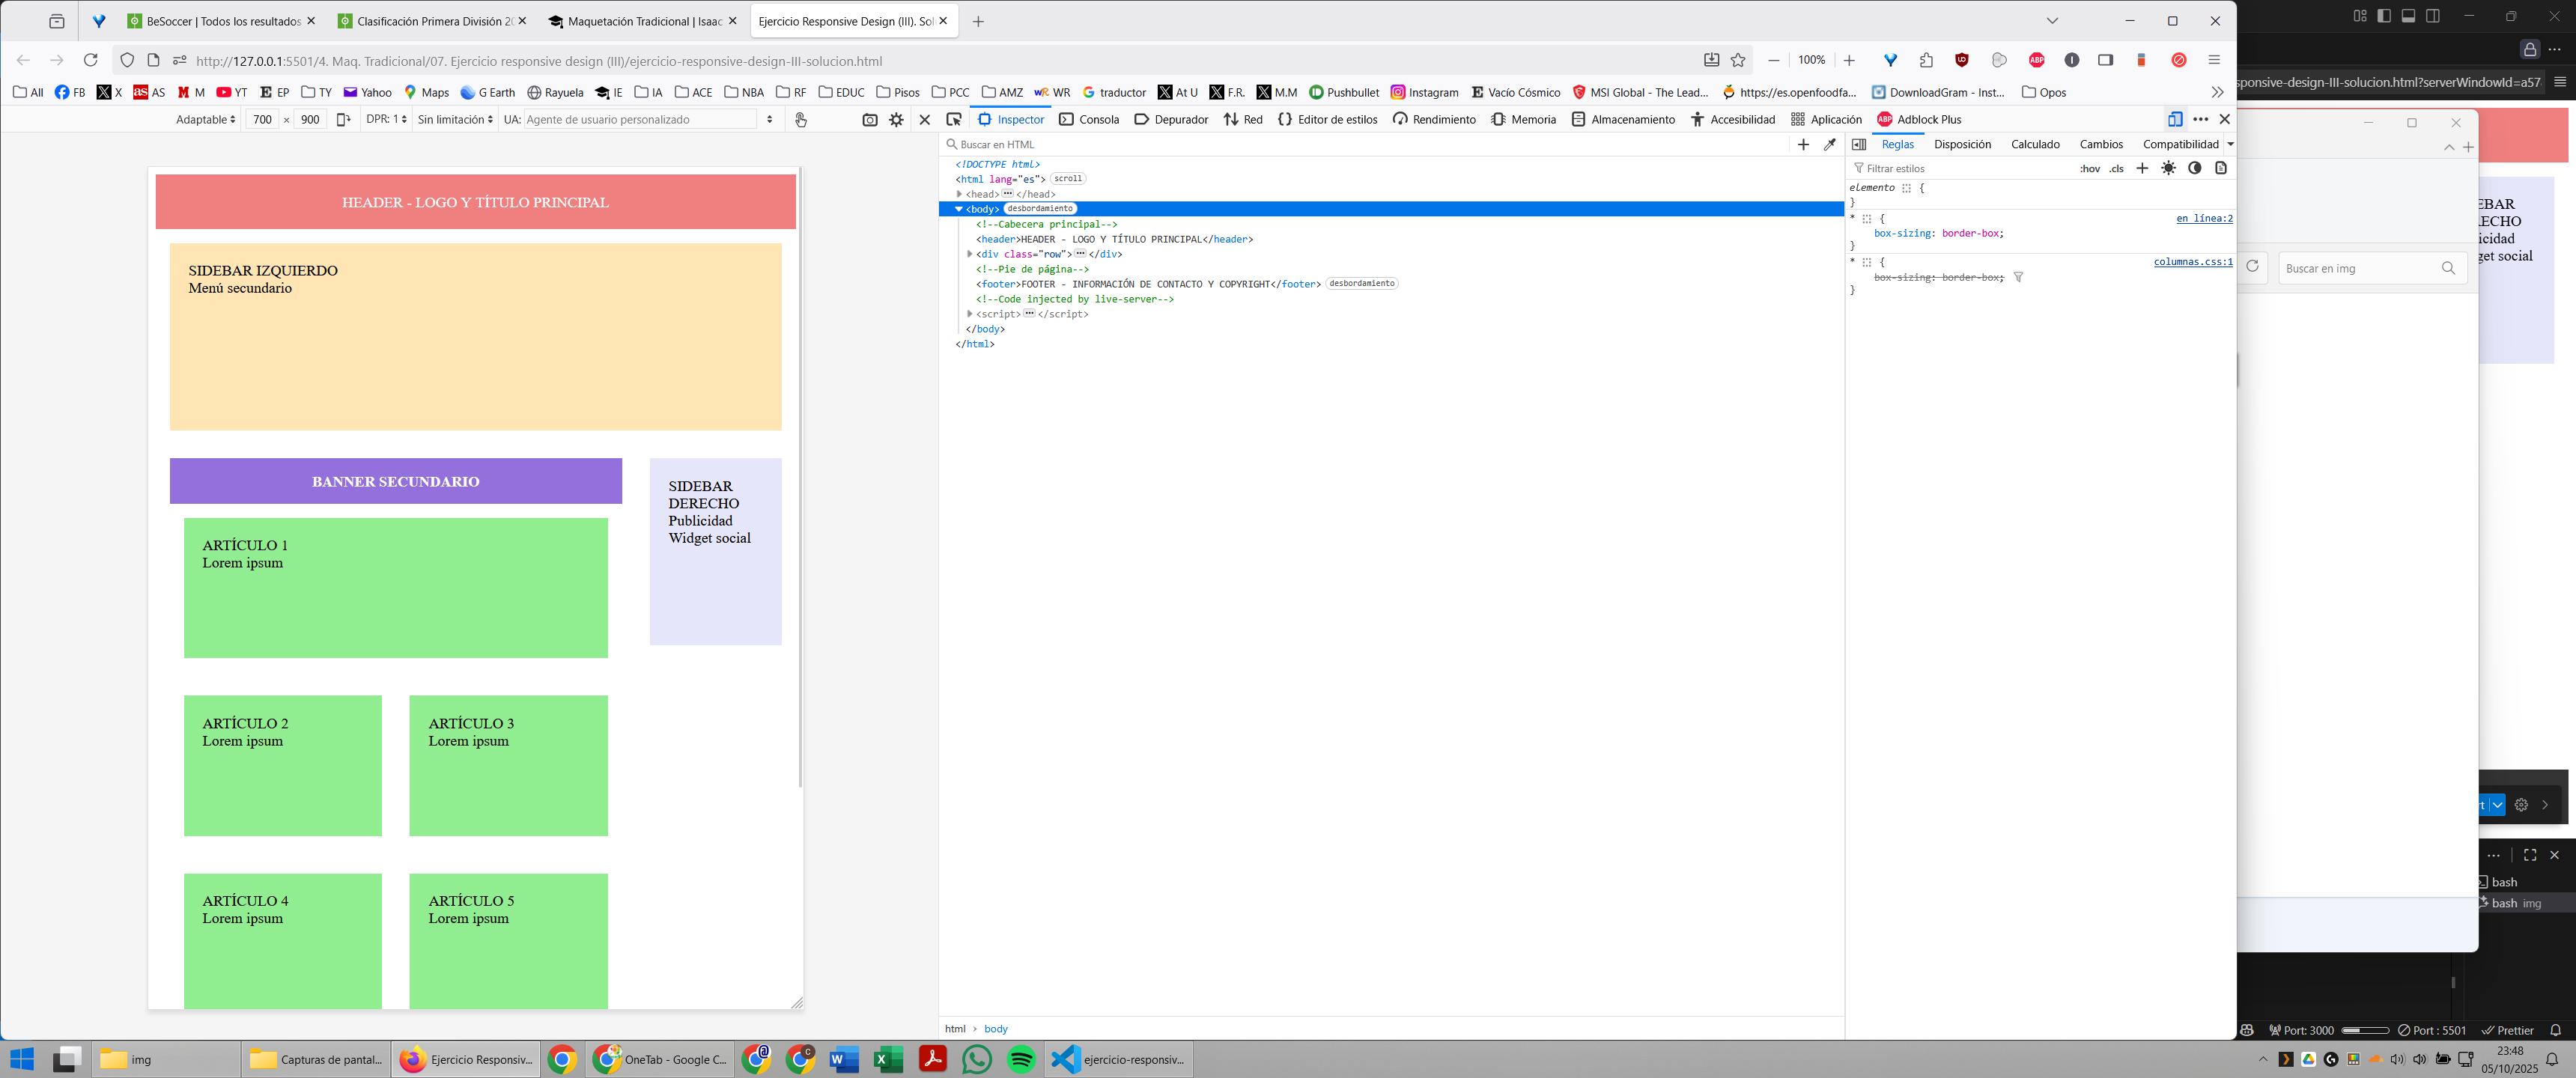 BeSoccer | Todos los resultados
Clasificación Primera División 20
Maquetación Tradicional | Isaac
Ejercicio Responsive Design (III). Sol
http://127.0.0.1:5501/4. Maq. Tradicional/07. Ejercicio responsive design (III)/ejercicio-responsive-design-III-solucion.html
100%
All FB X AS M YT EP TY Yahoo Maps G Earth Rayuela IE IA ACE NBA RF EDUC Pisos PCC AMZ WR traductor At U F.R. M.M Pushbullet Instagram Vacío Cósmico MSI Global - The Lead... https://es.openfoodfa... DownloadGram - Inst... Opos
Adaptable 700 × 900 DPR: 1 Sin limitación UA: Agente de usuario personalizado
Inspector Consola Depurador Red Editor de estilos Rendimiento Memoria Almacenamiento Accesibilidad Aplicación Adblock Plus
HEADER - LOGO Y TÍTULO PRINCIPAL
SIDEBAR IZQUIERDO
Menú secundario
BANNER SECUNDARIO
SIDEBAR
DERECHO
Publicidad
Widget social
ARTÍCULO 1
Lorem ipsum
ARTÍCULO 2
Lorem ipsum
ARTÍCULO 3
Lorem ipsum
ARTÍCULO 4
Lorem ipsum
ARTÍCULO 5
Lorem ipsum
Buscar en HTML
<!DOCTYPE html>
<html lang="es"> scroll
<head> </head>
<body> desbordamiento
<!--Cabecera principal-->
<header>HEADER - LOGO Y TÍTULO PRINCIPAL</header>
<div class="row"> </div>
<!--Pie de página-->
<footer>FOOTER - INFORMACIÓN DE CONTACTO Y COPYRIGHT</footer> desbordamiento
<!--Code injected by live-server-->
<script> </script>
</body>
</html>
html > body
Reglas Disposición Calculado Cambios Compatibilidad
Filtrar estilos
:hov .cls
elemento {
}
* { en línea:2
box-sizing: border-box;
}
* { columnas.css:1
box-sizing: border-box;
}
sponsive-design-III-solucion.html?serverWindowId=a57
EBAR
ECHO
icidad
get social
Buscar en img
bash
bash img
Port: 3000 Port : 5501 Prettier
img
Capturas de pantal...
Ejercicio Responsiv...
OneTab - Google C...
ejercicio-responsiv...
23:48
05/10/2025